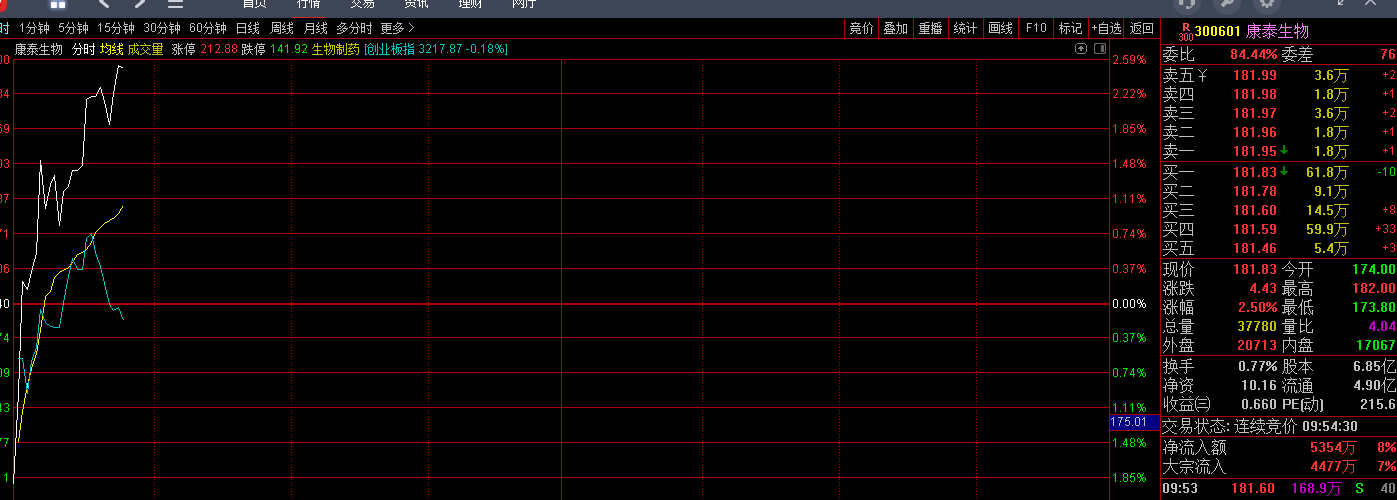 首页 行情 交易 资讯 理财 网厅
时 1分钟 5分钟 15分钟 30分钟 60分钟 日线 周线 月线 多分时 更多 竞价 叠加 重播 统计 画线 F10 标记 +自选 返回
康泰生物 分时 均线 成交量 涨停 212.88 跌停 141.92 生物制药 [创业板指 3217.87 -0.18%]
00 2.59%
34 2.22%
69 1.85%
03 1.48%
37 1.11%
71 0.74%
06 0.37%
40 0.00%
74 0.37%
09 0.74%
43 1.11%
175.01
77 1.48%
1 1.85%
R 300 300601 康泰生物
委比 84.44% 委差 76
卖五 ¥ 181.99 3.6万 +2
卖四 181.98 1.8万 +1
卖三 181.97 3.6万 +2
卖二 181.96 1.8万 +1
卖一 181.95 1.8万 +1
买一 181.83 61.8万 -10
买二 181.78 9.1万
买三 181.60 14.5万 +8
买四 181.59 59.9万 +33
买五 181.46 5.4万 +3
现价 181.83 今开 174.00
涨跌 4.43 最高 182.00
涨幅 2.50% 最低 173.80
总量 37780 量比 4.04
外盘 20713 内盘 17067
换手 0.77% 股本 6.85亿
净资 10.16 流通 4.90亿
收益㈢ 0.660 PE(动) 215.6
交易状态: 连续竞价 09:54:30
净流入额 5354万 8%
大宗流入 4477万 7%
09:53 181.60 168.9万 S 40